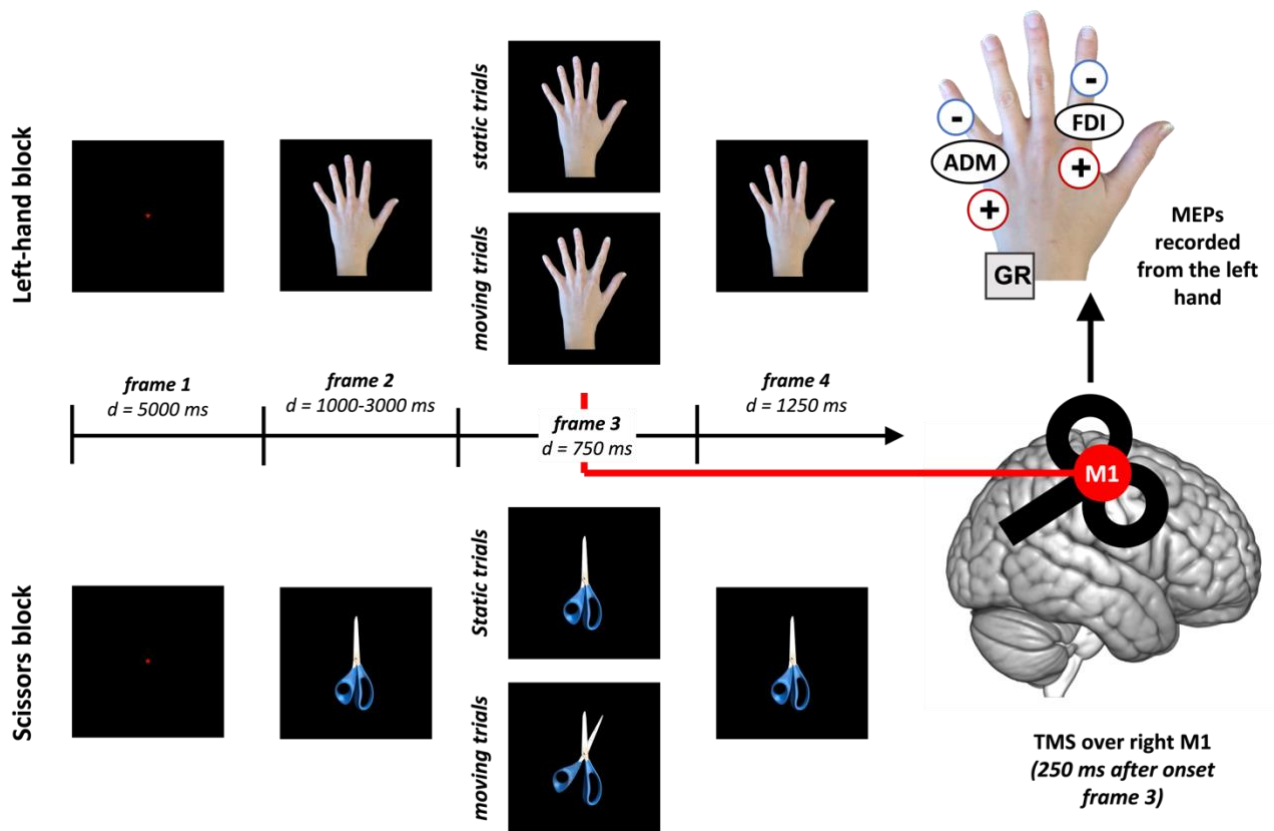 Left-hand block
static trials
moving trials
-
-
FDI
ADM
+
+
GR
MEPs
recorded
from the left
hand
frame 1
d = 5000 ms
frame 2
d = 1000-3000 ms
frame 3
d = 750 ms
frame 4
d = 1250 ms
M1
Scissors block
Static trials
moving trials
TMS over right M1
(250 ms after onset
frame 3)